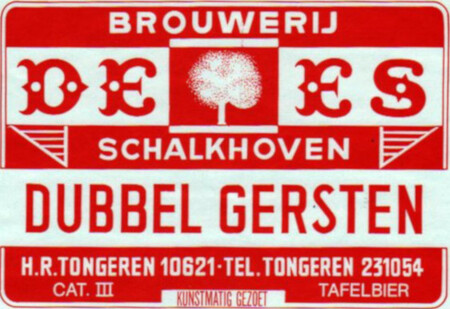 BROUWERIJ
DE ES
SCHALKHOVEN
DUBBEL GERSTEN
H.R. TONGEREN 10621 - TEL. TONGEREN 231054
CAT. III TAFELBIER
KUNSTMATIG GEZOET